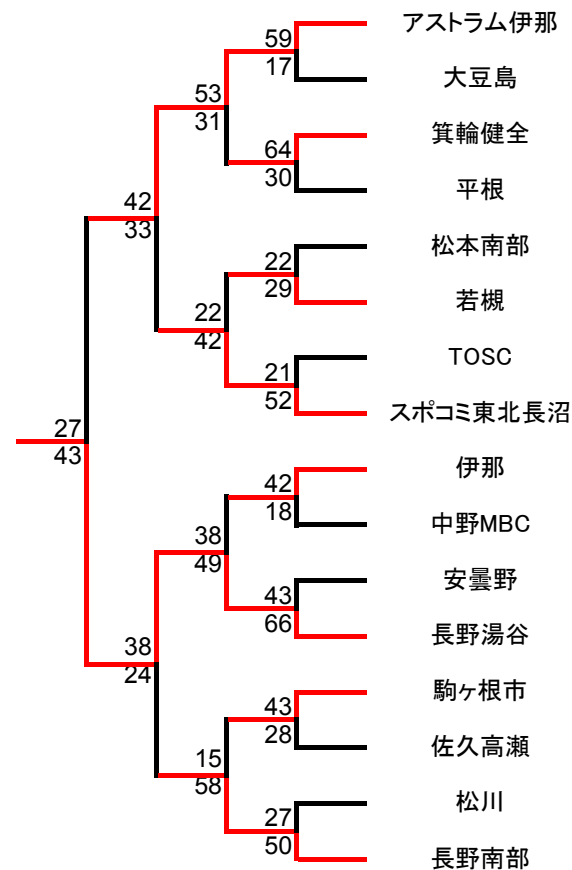 アストラム伊那
59
17
大豆島
53
31
箕輪健全
64
30
平根
42
33
松本南部
22
29
若槻
22
42
TOSC
21
52
スポコミ東北長沼
27
43
伊那
42
18
中野MBC
38
49
安曇野
43
66
長野湯谷
38
24
駒ヶ根市
43
28
佐久高瀬
15
58
松川
27
50
長野南部